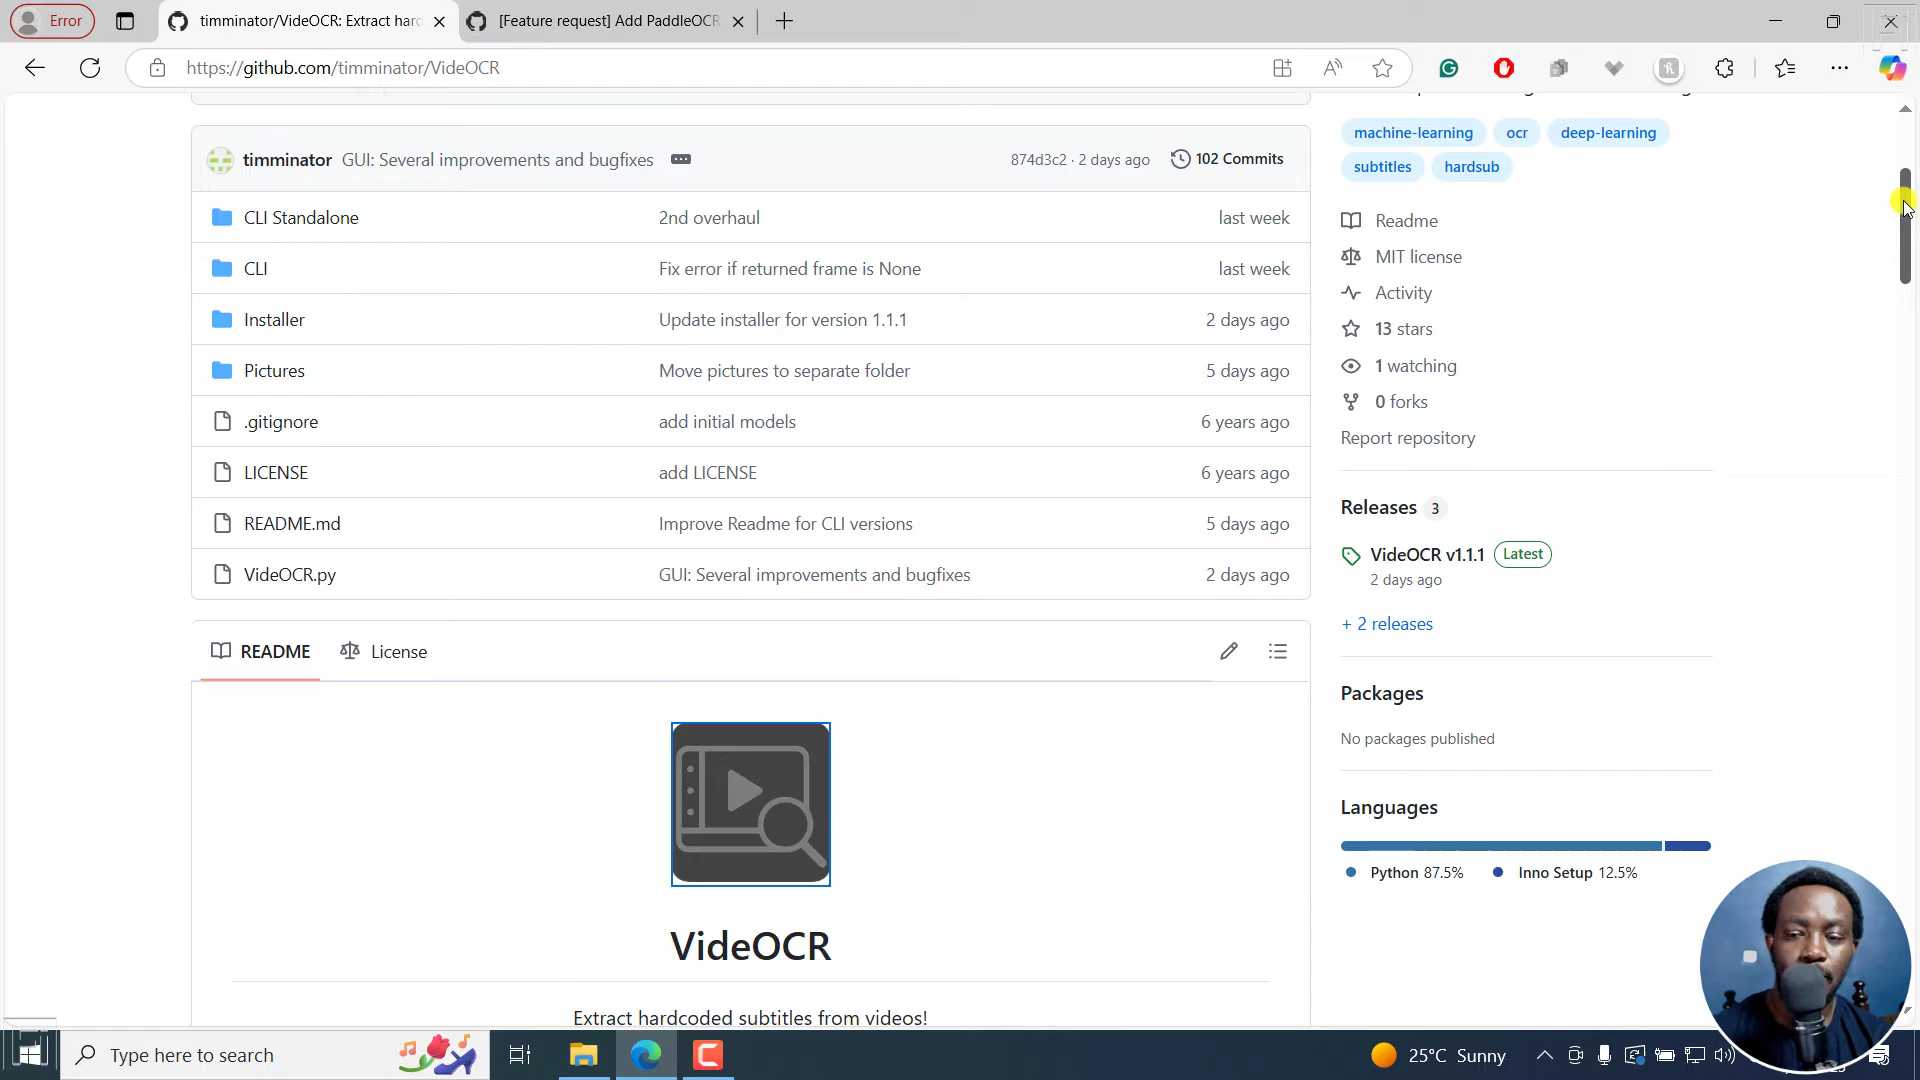 Error
timminator/VideOCR: Extract hard
[Feature request] Add PaddleOCR
https://github.com/timminator/VideOCR
machine-learning ocr deep-learning
subtitles hardsub
timminator GUI: Several improvements and bugfixes 874d3c2 · 2 days ago 102 Commits
CLI Standalone 2nd overhaul last week
CLI Fix error if returned frame is None last week
Installer Update installer for version 1.1.1 2 days ago
Pictures Move pictures to separate folder 5 days ago
.gitignore add initial models 6 years ago
LICENSE add LICENSE 6 years ago
README.md Improve Readme for CLI versions 5 days ago
VideOCR.py GUI: Several improvements and bugfixes 2 days ago
Readme
MIT license
Activity
13 stars
1 watching
0 forks
Report repository
Releases 3
VideOCR v1.1.1 Latest
2 days ago
+ 2 releases
Packages
No packages published
Languages
Python 87.5% Inno Setup 12.5%
README License
VideOCR
Extract hardcoded subtitles from videos!
Type here to search
25°C Sunny